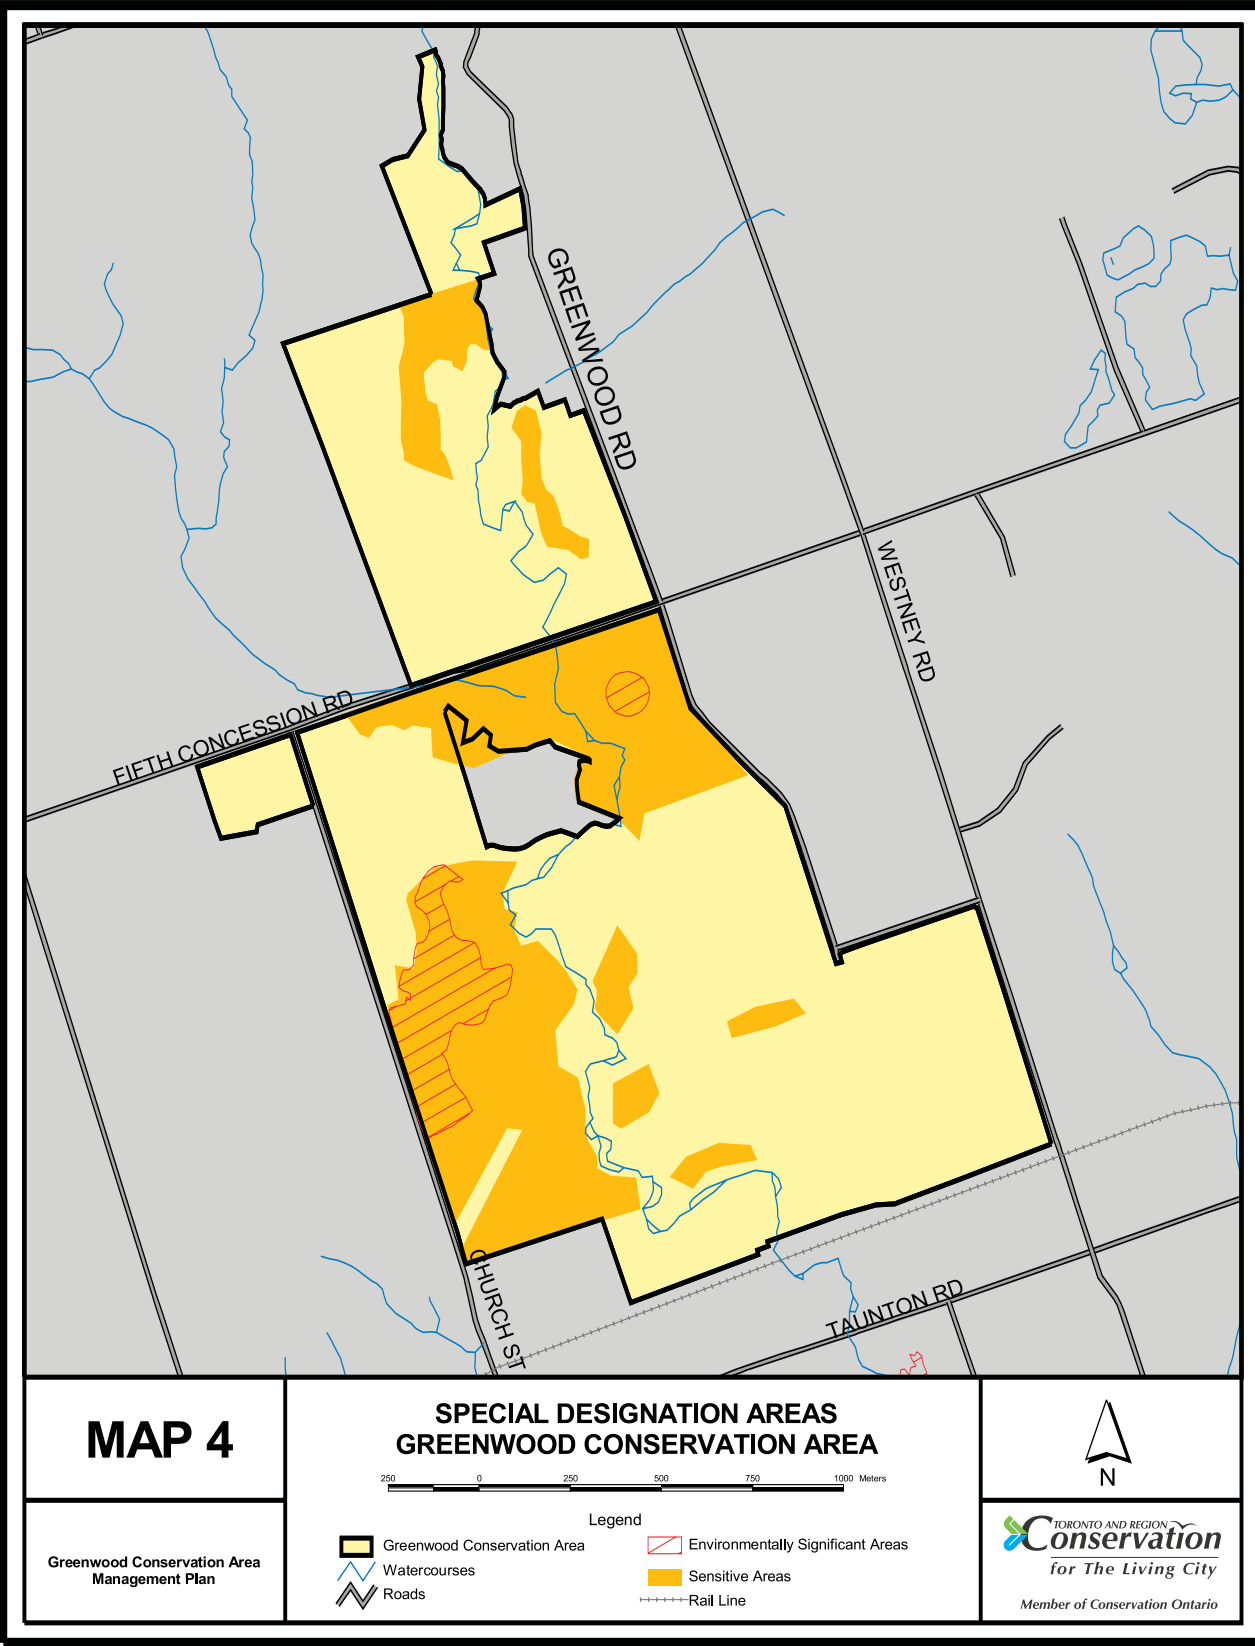 GREENWOOD RD
WESTNEY RD
FIFTH CONCESSION RD
CHURCH ST
TAUNTON RD
MAP 4
Greenwood Conservation Area
Management Plan
SPECIAL DESIGNATION AREAS
GREENWOOD CONSERVATION AREA
250 0 250 500 750 1000 Meters
Legend
Greenwood Conservation Area
Watercourses
Roads
Environmentally Significant Areas
Sensitive Areas
Rail Line
N
TORONTO AND REGION
Conservation
for The Living City
Member of Conservation Ontario